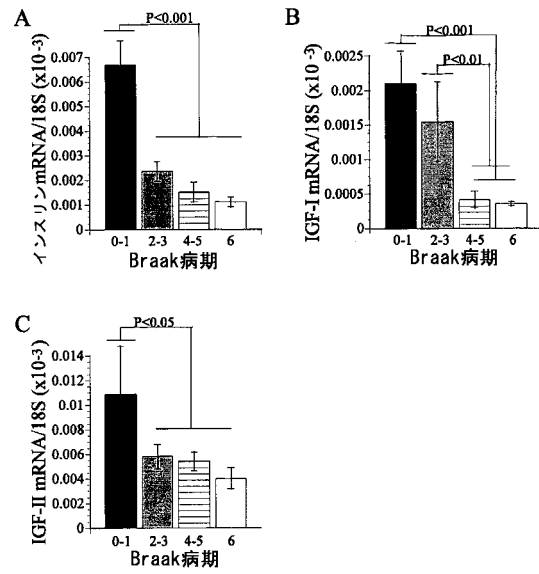 A
P<0.001
インスリンmRNA/18S (x10-3)
0.007
0.006
0.005
0.004
0.003
0.002
0.001
0
0-1 2-3 4-5 6
Braak病期
B
P<0.001
P<0.01
IGF-I mRNA/18S (x10-3)
0.0025
0.002
0.0015
0.001
0.0005
0
0-1 2-3 4-5 6
Braak病期
C
P<0.05
IGF-II mRNA/18S (x10-3)
0.014
0.012
0.01
0.008
0.006
0.004
0.002
0
0-1 2-3 4-5 6
Braak病期